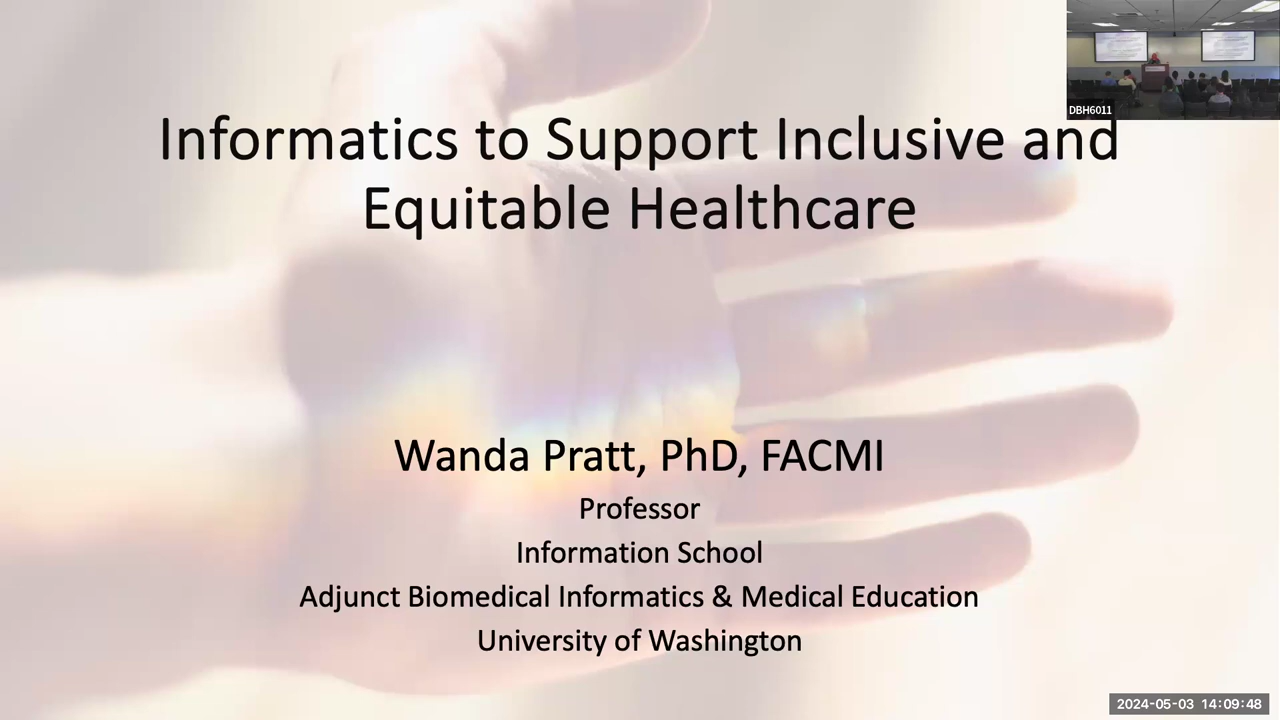 DBH6011
Informatics to Support Inclusive and
Equitable Healthcare
Wanda Pratt, PhD, FACMI
Professor
Information School
Adjunct Biomedical Informatics & Medical Education
University of Washington
2024-05-03 14:09:48